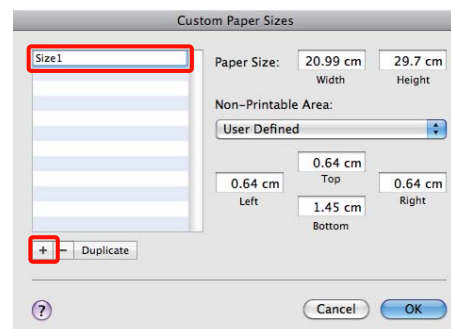 Custom Paper Sizes
Size1
Paper Size: 20.99 cm 29.7 cm
Width Height
Non-Printable Area:
User Defined
0.64 cm
Top
0.64 cm 0.64 cm
Left Right
1.45 cm
Bottom
+ − Duplicate
? Cancel OK